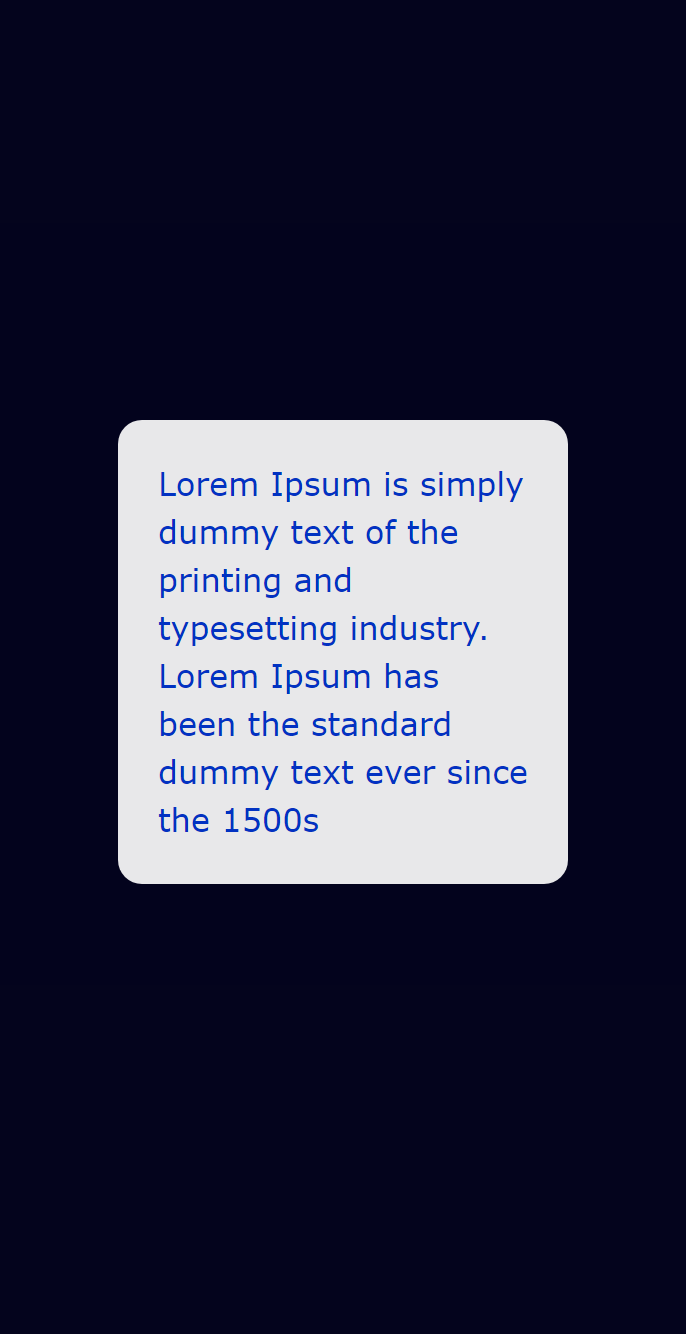 Lorem Ipsum is simply
dummy text of the
printing and
typesetting industry.
Lorem Ipsum has
been the standard
dummy text ever since
the 1500s